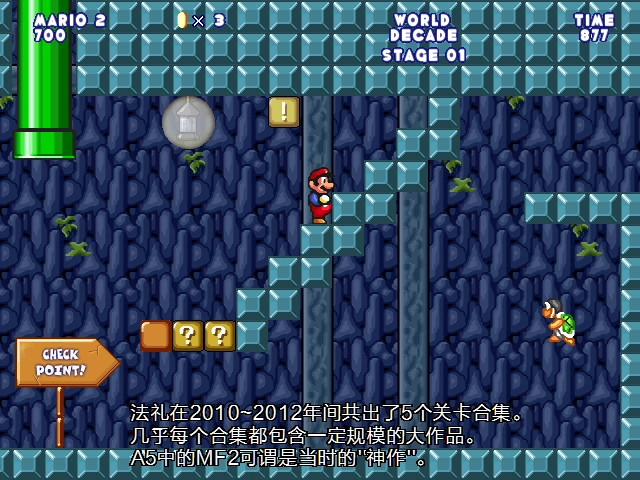 MARIO 2
700
× 3
WORLD
DECADE
STAGE 01
TIME
877
!
? ?
CHECK
POINT!
法礼在2010~2012年间共出了5个关卡合集。
几乎每个合集都包含一定规模的大作品。
A5中的MF2可谓是当时的"神作"。